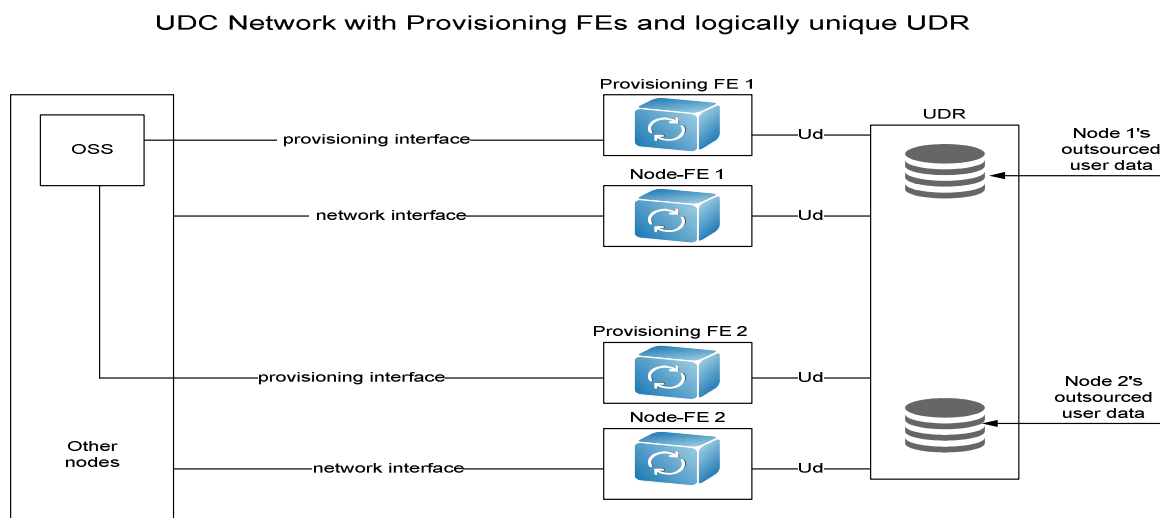 UDC Network with Provisioning FEs and logically unique UDR
Provisioning FE 1
OSS
provisioning interface
Ud
UDR
Node 1's
outsourced
user data
Node-FE 1
network interface
Ud
Provisioning FE 2
provisioning interface
Ud
Node 2's
outsourced
user data
Node-FE 2
Other
nodes
network interface
Ud